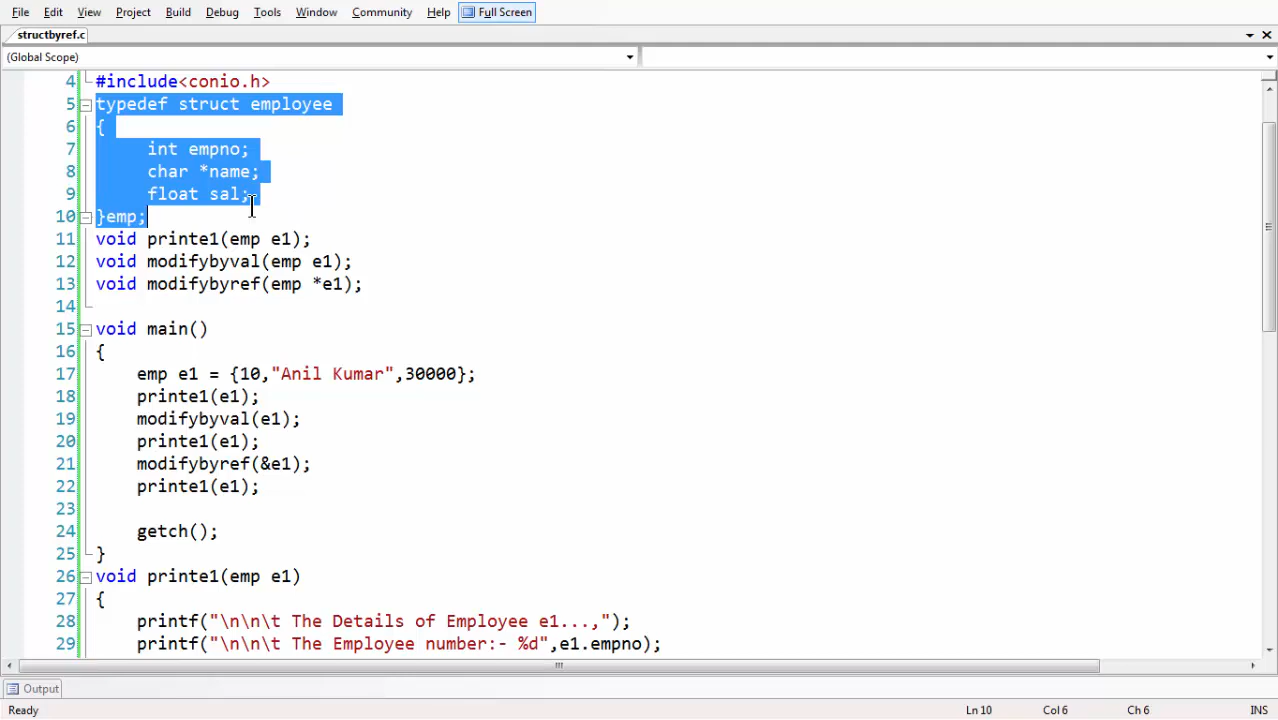 File Edit View Project Build Debug Tools Window Community Help Full Screen
structbyref.c
(Global Scope)
4 #include<conio.h>
5 typedef struct employee
6 {
7 int empno;
8 char *name;
9 float sal;
10 }emp;
11 void printe1(emp e1);
12 void modifybyval(emp e1);
13 void modifybyref(emp *e1);
14
15 void main()
16 {
17 emp e1 = {10,"Anil Kumar",30000};
18 printe1(e1);
19 modifybyval(e1);
20 printe1(e1);
21 modifybyref(&e1);
22 printe1(e1);
23
24 getch();
25 }
26 void printe1(emp e1)
27 {
28 printf("\n\n\t The Details of Employee e1...,");
29 printf("\n\n\t The Employee number:- %d",e1.empno);
Output
Ready Ln 10 Col 6 Ch 6 INS